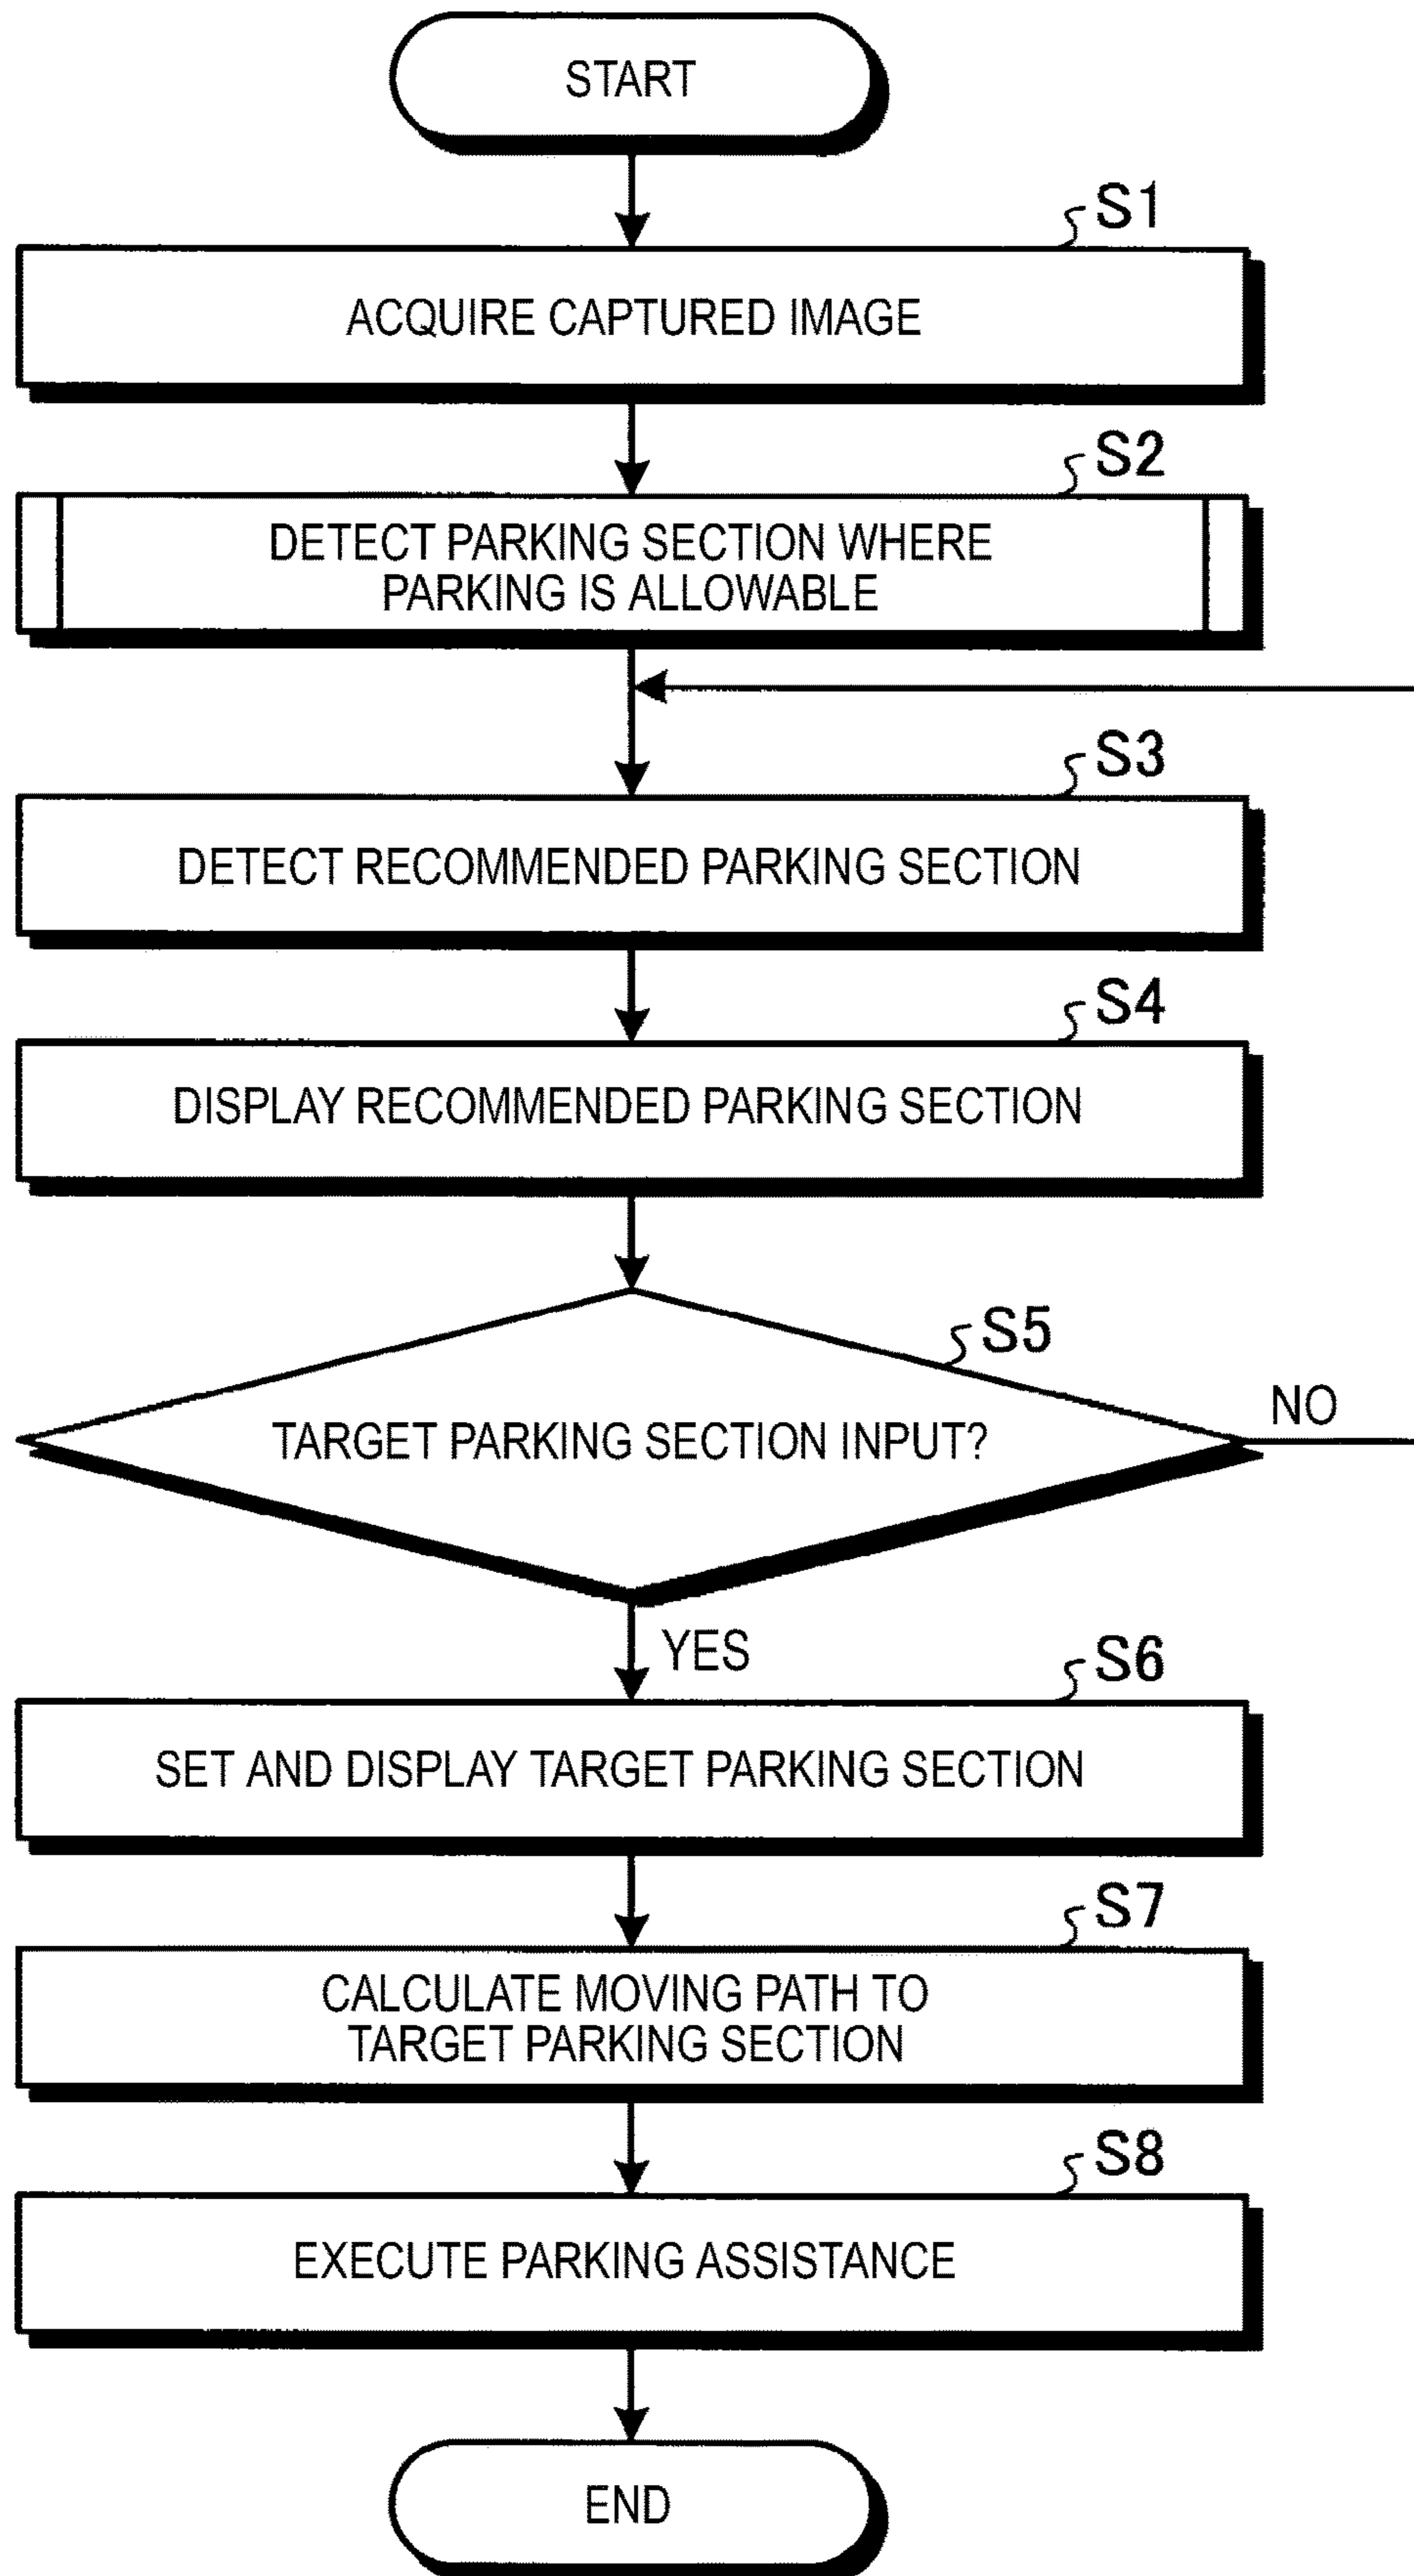 START
S1
ACQUIRE CAPTURED IMAGE
S2
DETECT PARKING SECTION WHERE
PARKING IS ALLOWABLE
S3
DETECT RECOMMENDED PARKING SECTION
S4
DISPLAY RECOMMENDED PARKING SECTION
S5
TARGET PARKING SECTION INPUT?
NO
YES
S6
SET AND DISPLAY TARGET PARKING SECTION
S7
CALCULATE MOVING PATH TO
TARGET PARKING SECTION
S8
EXECUTE PARKING ASSISTANCE
END